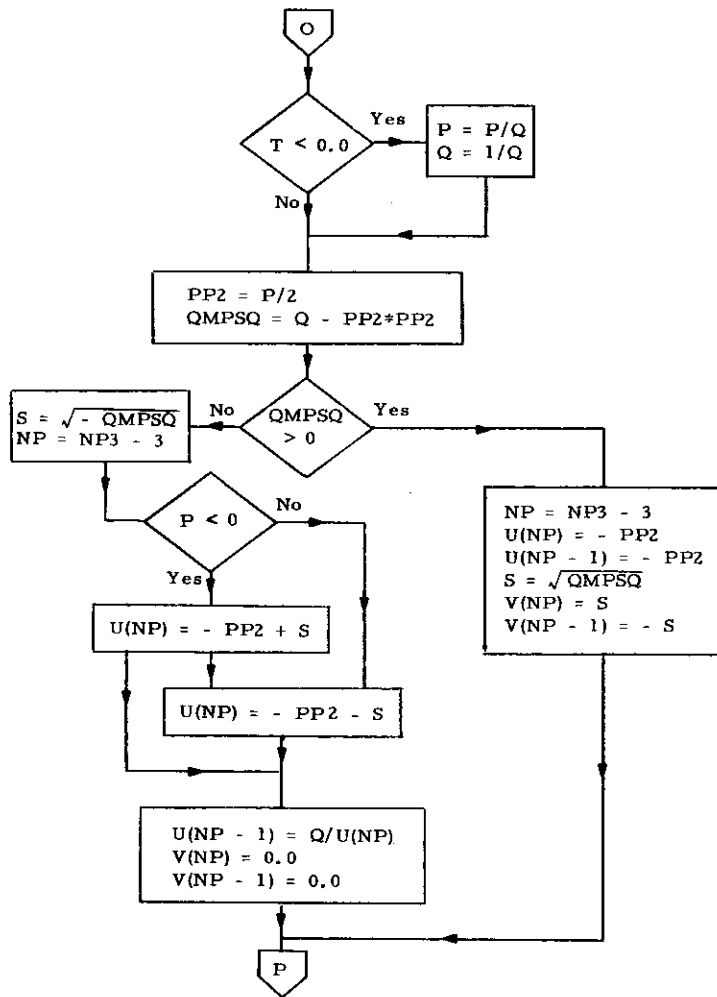 O
T < 0.0
Yes
P = P/Q
Q = 1/Q
No
PP2 = P/2
QMPSQ = Q - PP2*PP2
QMPSQ
> 0
No
Yes
S = √- QMPSQ
NP = NP3 - 3
P < 0
No
Yes
NP = NP3 - 3
U(NP) = - PP2
U(NP - 1) = - PP2
S = √QMPSQ
V(NP) = S
V(NP - 1) = - S
U(NP) = - PP2 + S
U(NP) = - PP2 - S
U(NP - 1) = Q/U(NP)
V(NP) = 0.0
V(NP - 1) = 0.0
P